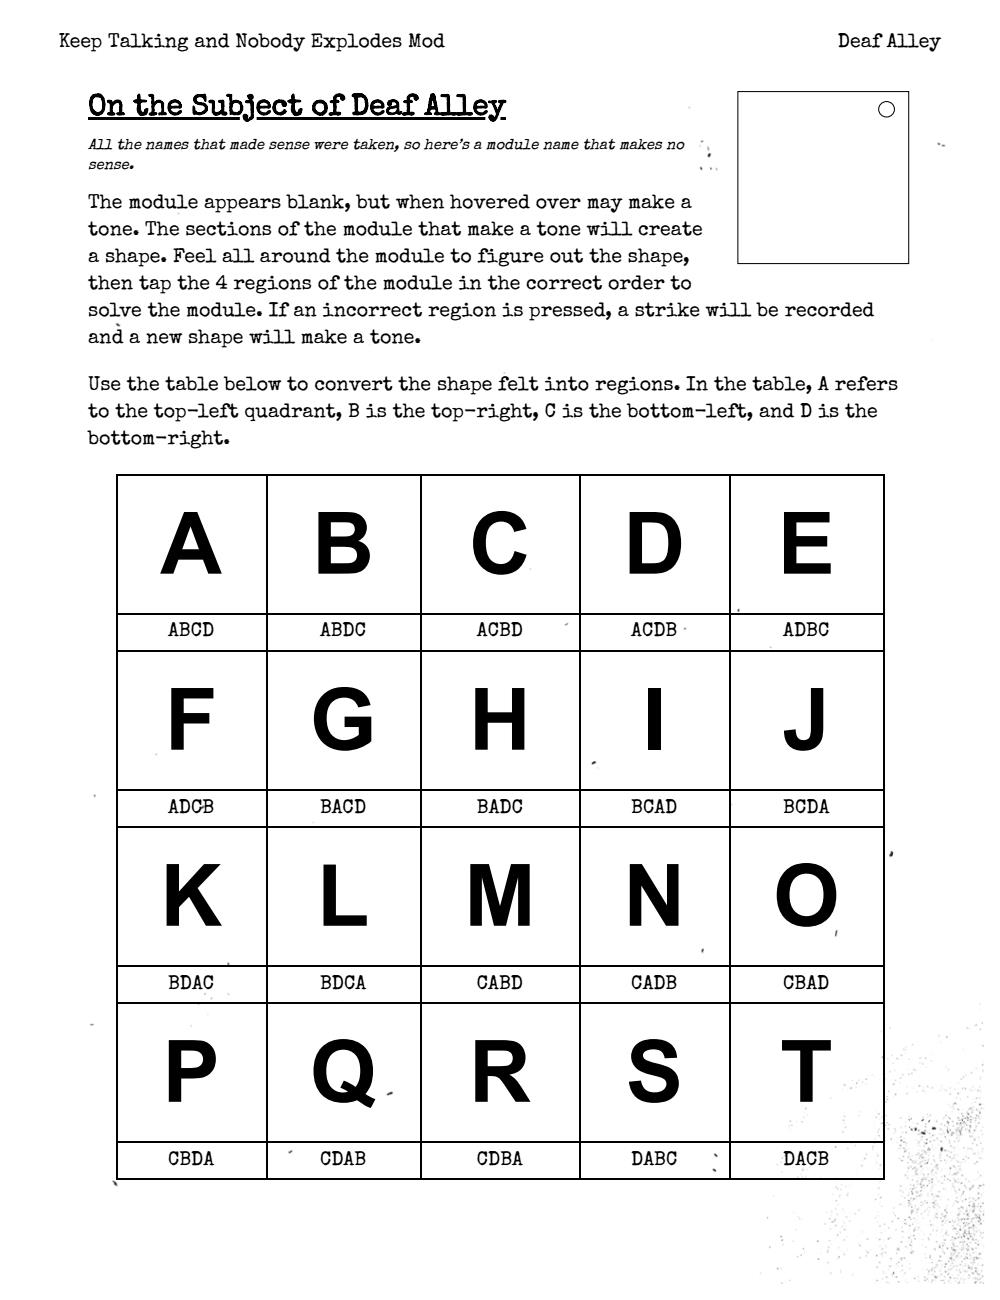 Keep Talking and Nobody Explodes Mod
Deaf Alley
On the Subject of Deaf Alley
All the names that made sense were taken, so here's a module name that makes no
sense.
The module appears blank, but when hovered over may make a
tone. The sections of the module that make a tone will create
a shape. Feel all around the module to figure out the shape,
then tap the 4 regions of the module in the correct order to
solve the module. If an incorrect region is pressed, a strike will be recorded
and a new shape will make a tone.
Use the table below to convert the shape felt into regions. In the table, A refers
to the top-left quadrant, B is the top-right, C is the bottom-left, and D is the
bottom-right.
A B C D E
ABCD ABDC ACBD ACDB ADBC
F G H I J
ADCB BACD BADC BCAD BCDA
K L M N O
BDAC BDCA CABD CADB CBAD
P Q R S T
CBDA CDAB CDBA DABC DACB